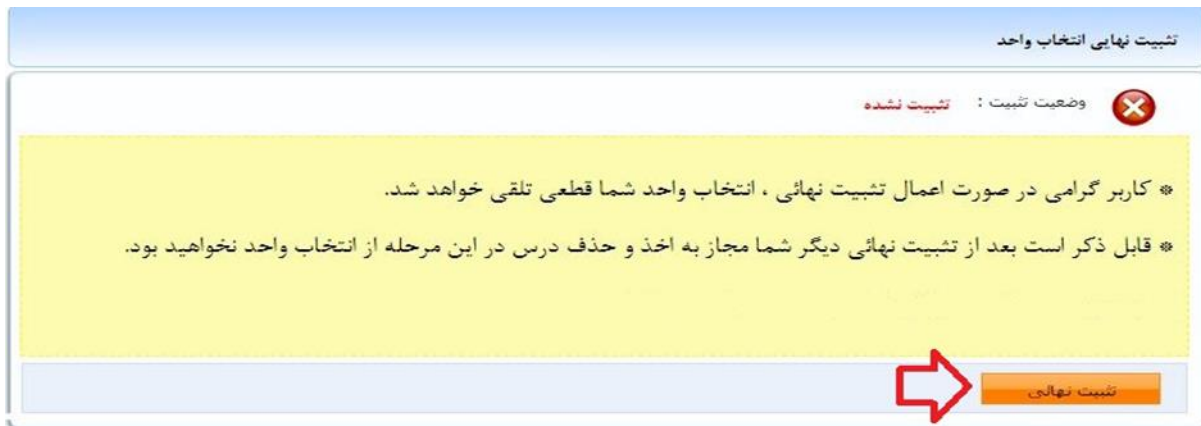 تثبیت نهایی انتخاب واحد
وضعیت تثبیت : تثبیت نشده
* کاربر گرامی در صورت اعمال تثبیت نهائی ، انتخاب واحد شما قطعی تلقی خواهد شد.
* قابل ذکر است بعد از تثبیت نهائی دیگر شما مجاز به اخذ و حذف درس در این مرحله از انتخاب واحد نخواهید بود.
تثبیت نهائی